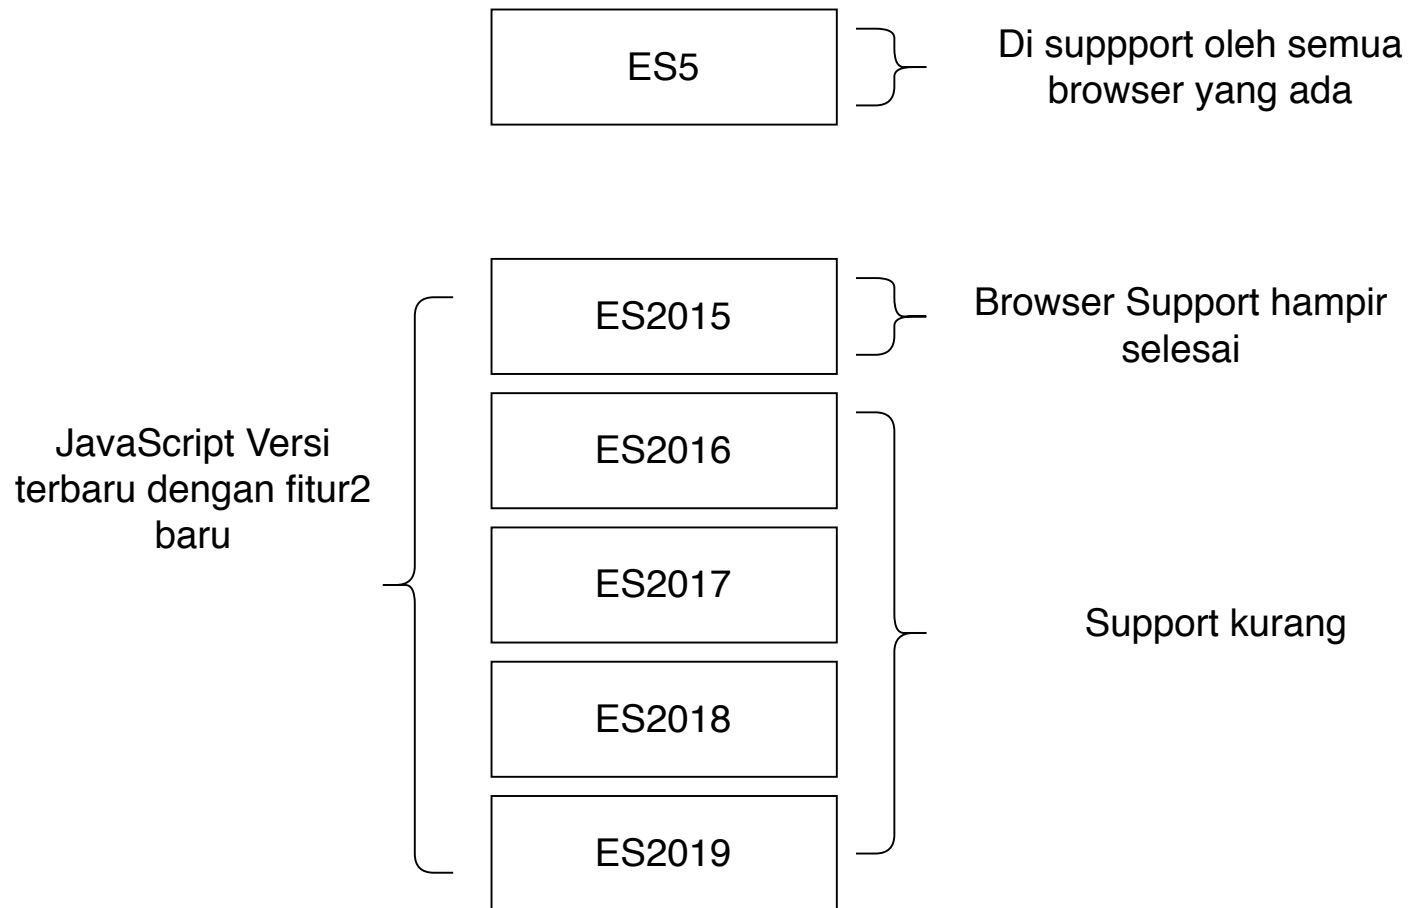 ES5
Di suppport oleh semua
browser yang ada
ES2015
Browser Support hampir
selesai
JavaScript Versi
terbaru dengan fitur2
baru
ES2016
ES2017
Support kurang
ES2018
ES2019